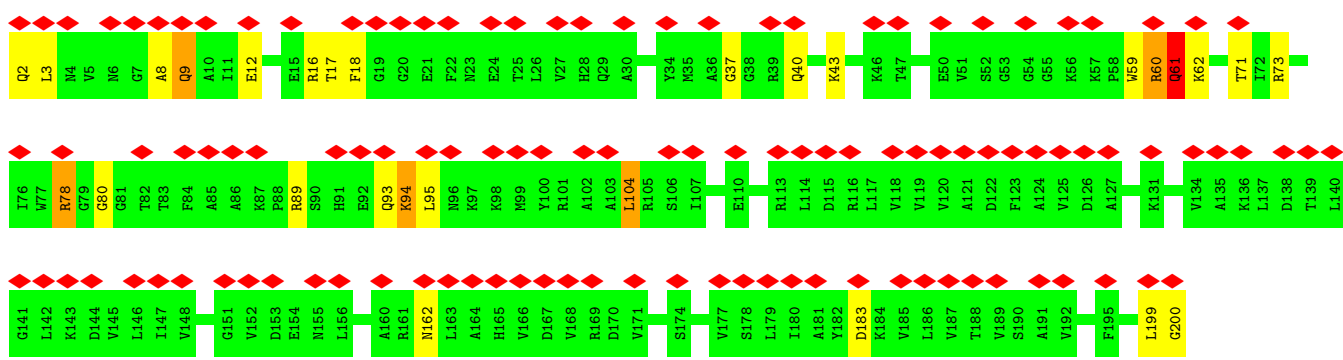 Q2 L3 N4 V5 N6 G7 A8 Q9 A10 I11 E12 E15 R16 T17 F18 G19 G20 E21 F22 N23 E24 T25 L26 V27 H28 Q29 A30 Y34 M35 A36 G37 G38 R39 Q40 K43 K46 T47 E50 V51 S52 G53 G54 G55 K56 K57 P58 W59 R60 Q61 K62 T71 I72 R73
I76 W77 R78 G79 G80 G81 T82 T83 F84 A85 A86 K87 P88 R89 S90 H91 E92 Q93 K94 L95 N96 K97 K98 M99 Y100 R101 A102 A103 L104 R105 S106 I107 E110 R113 L114 D115 R116 L117 V118 V119 V120 A121 D122 F123 A124 V125 D126 A127 K131 V134 A135 K136 L137 D138 T139 L140
G141 L142 K143 D144 V145 L146 I147 V148 G151 V152 D153 E154 N155 L156 A160 R161 N162 L163 A164 H165 V166 D167 V168 R169 D170 V171 S174 V177 S178 L179 I180 A181 Y182 D183 K184 V185 L186 V187 T188 V189 S190 A191 V192 F195 L199 G200